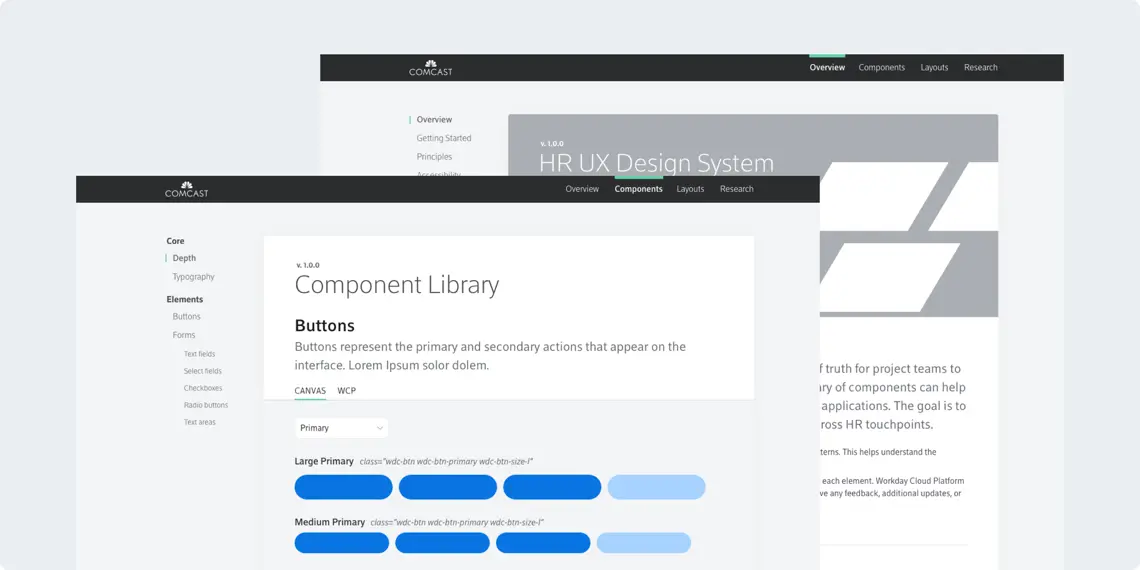 COMCAST
Overview Components Layouts Research
Overview
Getting Started
Principles
Accessibility
v. 1.0.0
HR UX Design System
COMCAST
Overview Components Layouts Research
Core
Depth
Typography
Elements
Buttons
Forms
Text fields
Select fields
Checkboxes
Radio buttons
Text areas
v. 1.0.0
Component Library
Buttons
Buttons represent the primary and secondary actions that appear on the
interface. Lorem Ipsum solor dolem.
CANVAS WCP
Primary
Large Primary class="wdc-btn wdc-btn-primary wdc-btn-size-l"
Medium Primary class="wdc-btn wdc-btn-primary wdc-btn-size-l"
f truth for project teams to
ary of components can help
applications. The goal is to
ross HR touchpoints.
terns. This helps understand the
each element. Workday Cloud Platform
ve any feedback, additional updates, or